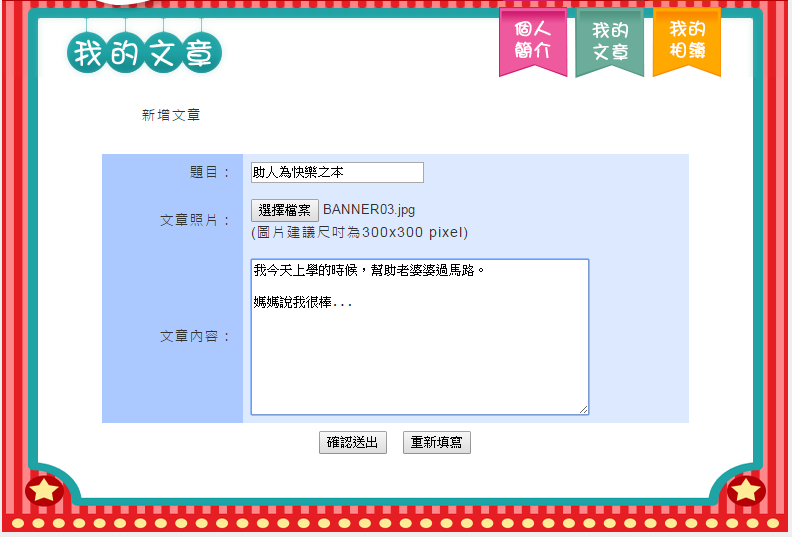 我的文章
個人
簡介
我的
文章
我的
相簿
新增文章
題目：
助人為快樂之本
文章照片：
選擇檔案 BANNER03.jpg
(圖片建議尺吋為300x300 pixel)
文章內容：
我今天上學的時候，幫助老婆婆過馬路。
媽媽說我很棒...
確認送出 重新填寫